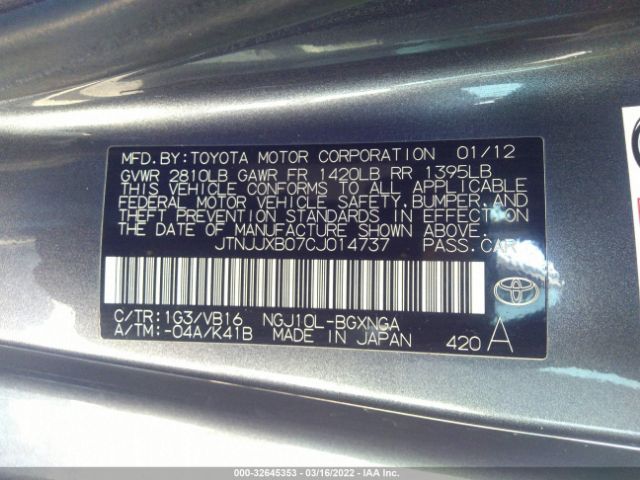 MFD.BY:TOYOTA MOTOR CORPORATION 01/12
GVWR 2810LB GAWR FR 1420LB RR 1395LB
THIS VEHICLE CONFORMS TO ALL APPLICABLE
FEDERAL MOTOR VEHICLE SAFETY,BUMPER,AND
THEFT PREVENTION STANDARDS IN EFFECT ON
THE DATE OF MANUFACTURE SHOWN ABOVE.
JTNJJXB07CJ014737 PASS.CAR
C/TR:1G3/VB16 NGJ10L-BGXNGA
A/TM:-04A/K41B MADE IN JAPAN 420 A
000-32645353 / 03/16/2022 - IAA Images